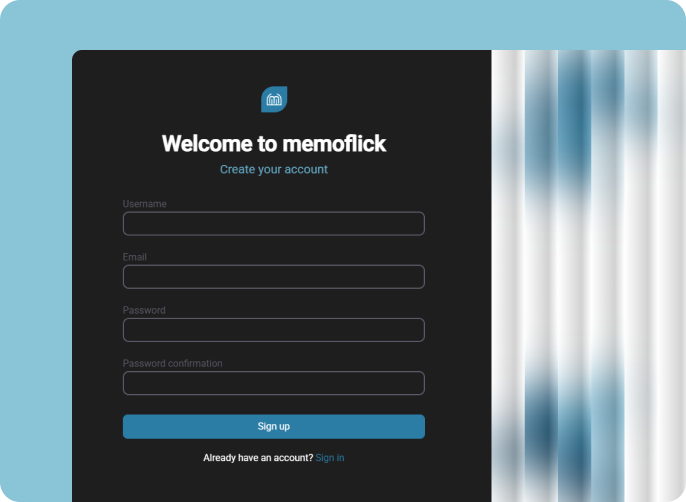 Welcome to memoflick
Create your account
Username
Email
Password
Password confirmation
Sign up
Already have an account? Sign in